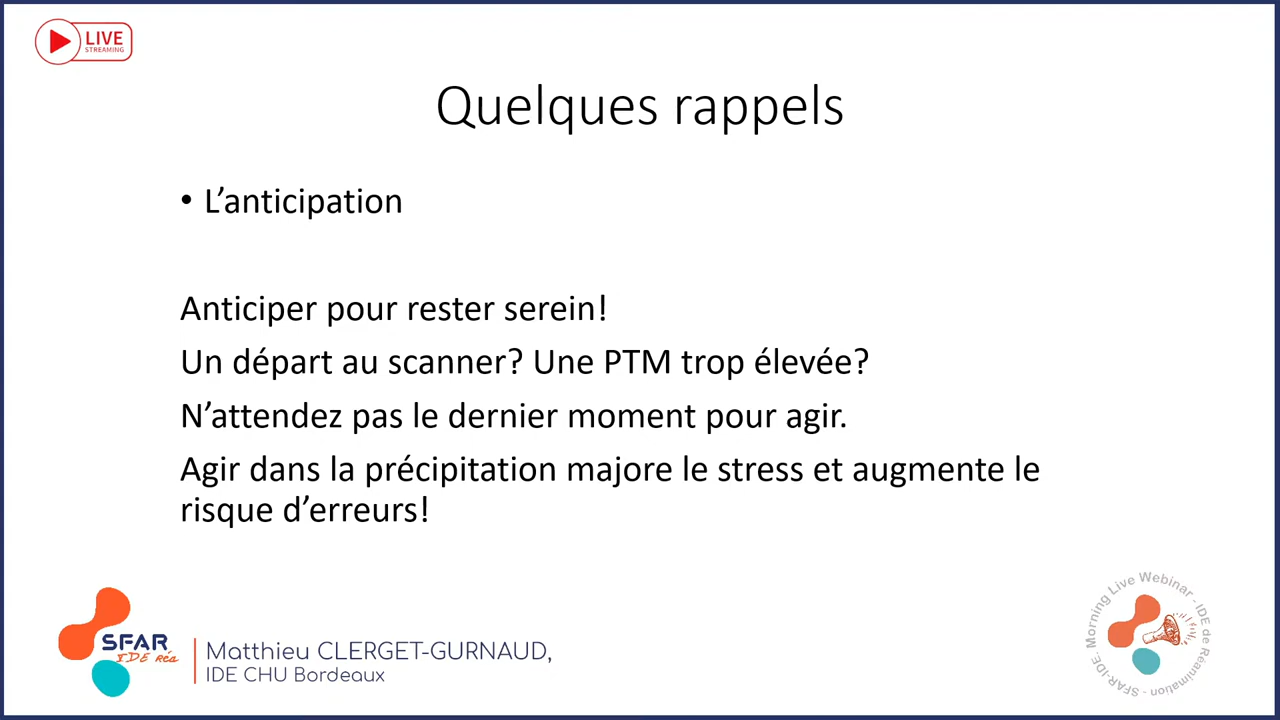 LIVE
STREAMING
Quelques rappels
• L’anticipation
Anticiper pour rester serein!
Un départ au scanner? Une PTM trop élevée?
N’attendez pas le dernier moment pour agir.
Agir dans la précipitation majore le stress et augmente le
risque d’erreurs!
SFAR
IDE Réa
Matthieu CLERGET-GURNAUD,
IDE CHU Bordeaux
SFAR-IDE. Morning Live Webinar - IDE de Réanimation -